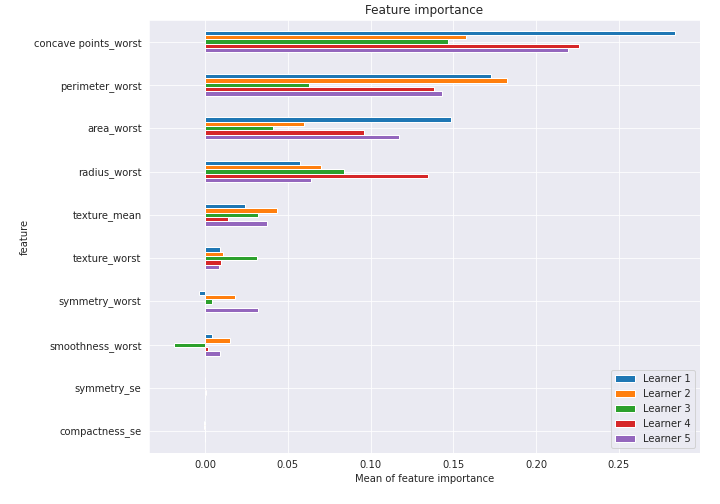 Feature importance
concave points_worst
perimeter_worst
area_worst
radius_worst
texture_mean
texture_worst
symmetry_worst
smoothness_worst
symmetry_se
compactness_se
feature
Learner 1
Learner 2
Learner 3
Learner 4
Learner 5
0.00 0.05 0.10 0.15 0.20 0.25
Mean of feature importance